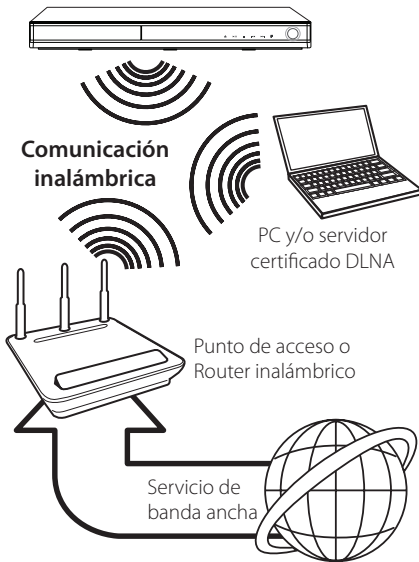 Comunicación
inalámbrica
PC y/o servidor
certificado DLNA
Punto de acceso o
Router inalámbrico
Servicio de
banda ancha